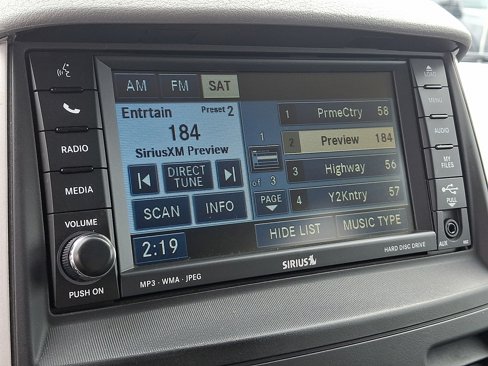 AM FM SAT
Entrtain Preset 2
184
SiriusXM Preview
DIRECT TUNE
SCAN INFO
2:19
1
of 3
PAGE
1 PrmeCtry 58
2 Preview 184
3 Highway 56
4 Y2Kntry 57
HIDE LIST MUSIC TYPE
RADIO
MEDIA
VOLUME
PUSH ON
LOAD
MENU
AUDIO
MY FILES
PULL
AUX
MP3 · WMA · JPEG
SIRIUS
HARD DISC DRIVE